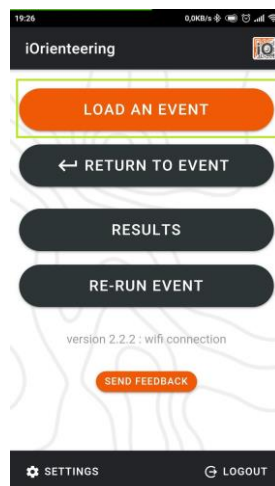 19:26 0,0KB/s
iOrienteering
LOAD AN EVENT
RETURN TO EVENT
RESULTS
RE-RUN EVENT
version 2.2.2 : wifi connection
SEND FEEDBACK
SETTINGS LOGOUT